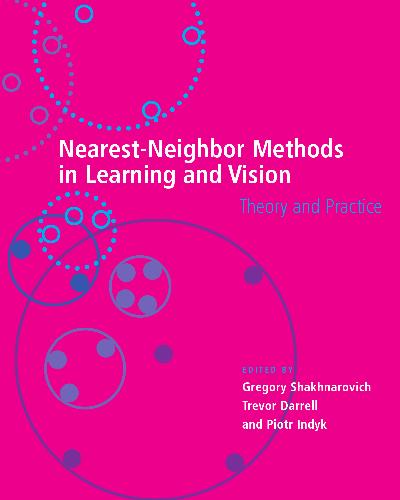 Nearest-Neighbor Methods
in Learning and Vision
Theory and Practice
EDITED BY
Gregory Shakhnarovich
Trevor Darrell
and Piotr Indyk